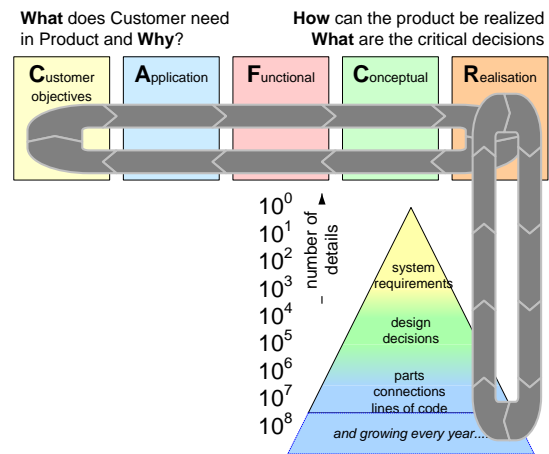 What does Customer need
in Product and Why?
How can the product be realized
What are the critical decisions
Customer
objectives
Application
Functional
Conceptual
Realisation
10^0
10^1
10^2
10^3
10^4
10^5
10^6
10^7
10^8
number of
details
system
requirements
design
decisions
parts
connections
lines of code
and growing every year....